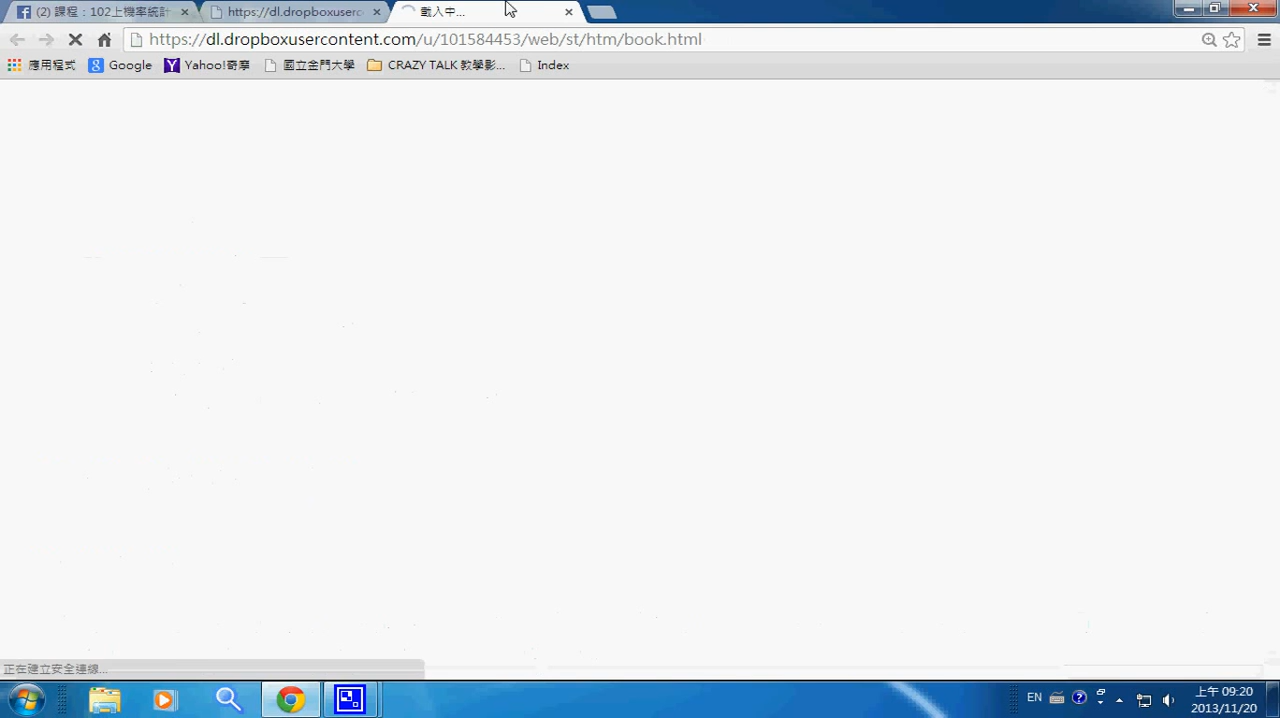 (2) 課程：102上機率統計
https://dl.dropboxuserc
載入中...
https://dl.dropboxusercontent.com/u/101584453/web/st/htm/book.html
應用程式 Google Yahoo!奇摩 國立金門大學 CRAZY TALK 教學影... Index
正在建立安全連線...
EN
上午 09:20
2013/11/20